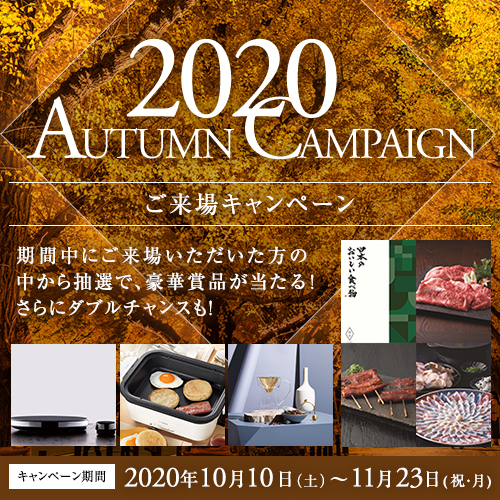 2020
AUTUMN CAMPAIGN
ご来場キャンペーン
期間中にご来場いただいた方の
中から抽選で、豪華賞品が当たる!
さらにダブルチャンスも!
日本の
おいしい食べ物
キャンペーン期間
2020年10月10日(土)~11月23日(祝・月)